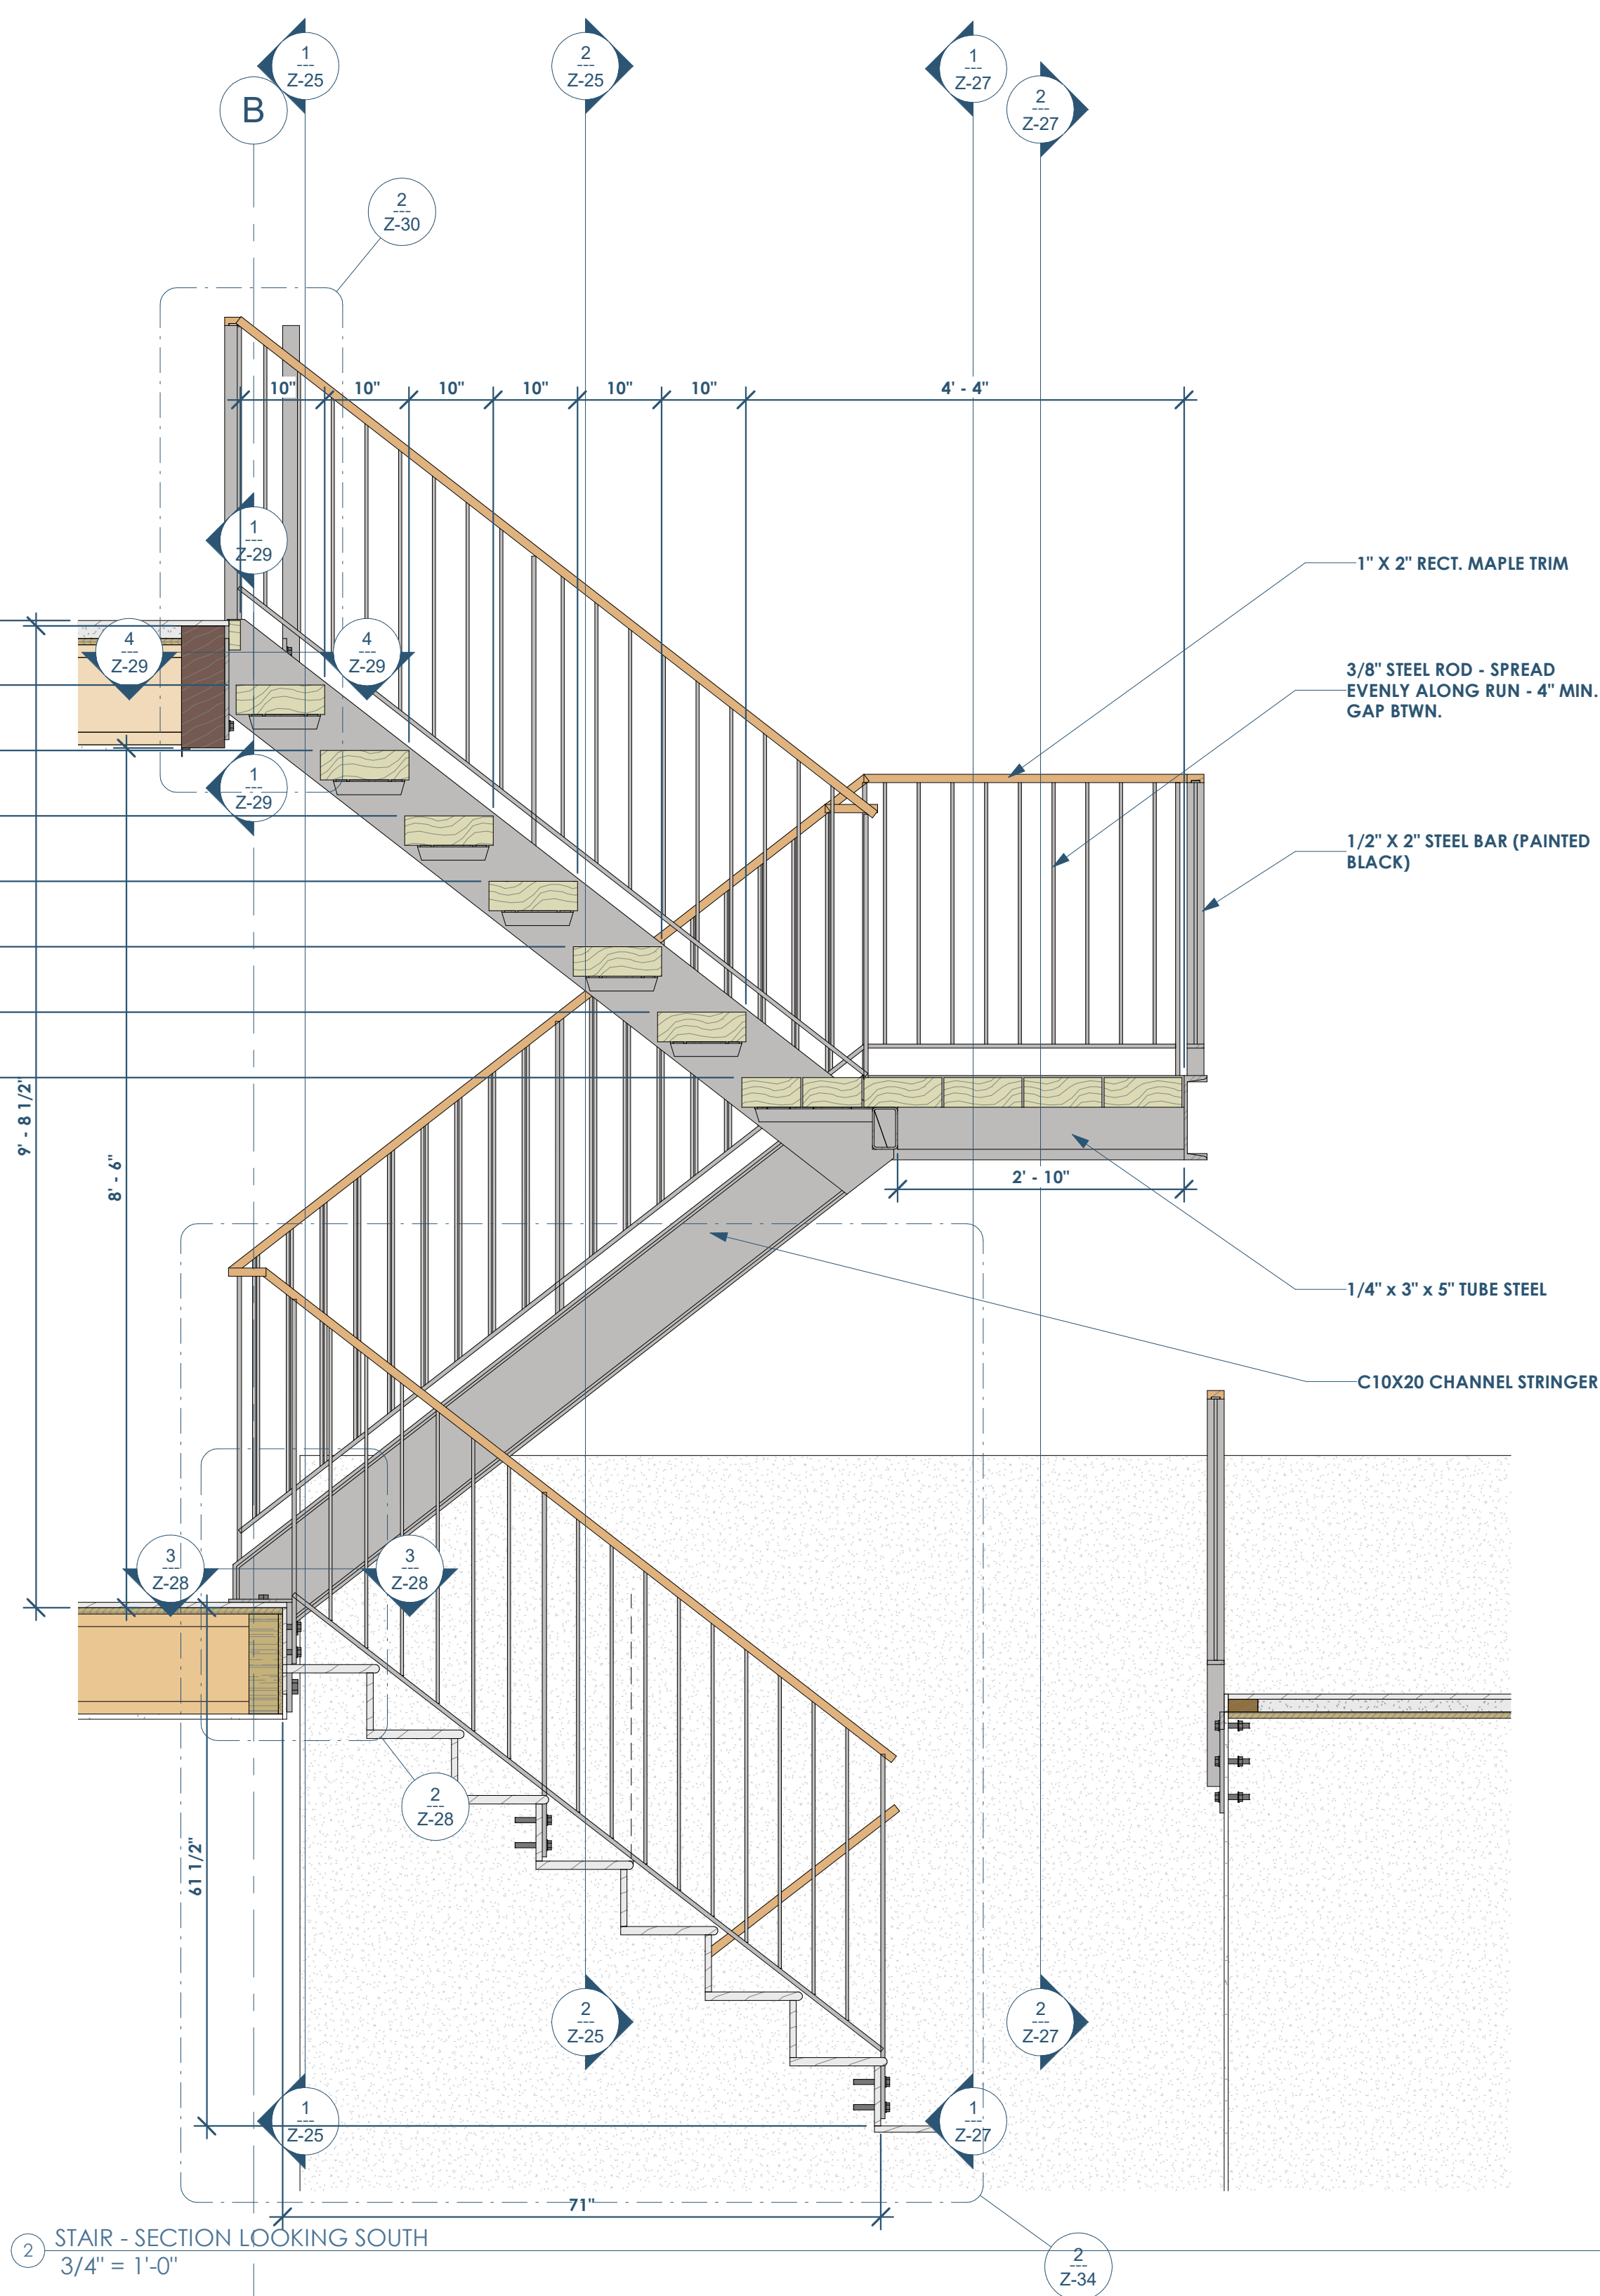 1
---
Z-25
2
---
Z-25
1
---
Z-27
2
---
Z-27
B
2
---
Z-30
10"
10"
10"
10"
10"
10"
4' - 4"
1
---
Z-29
1" X 2" RECT. MAPLE TRIM
4
---
Z-29
4
---
Z-29
3/8" STEEL ROD - SPREAD
EVENLY ALONG RUN - 4" MIN.
GAP BTWN.
1
---
Z-29
1/2" X 2" STEEL BAR (PAINTED
BLACK)
9' - 8 1/2"
8' - 6"
2' - 10"
1/4" x 3" x 5" TUBE STEEL
C10X20 CHANNEL STRINGER
3
---
Z-28
3
---
Z-28
2
---
Z-28
61 1/2"
2
---
Z-25
2
---
Z-27
1
---
Z-25
1
---
Z-27
71"
2
STAIR - SECTION LOOKING SOUTH
3/4" = 1'-0"
2
---
Z-34